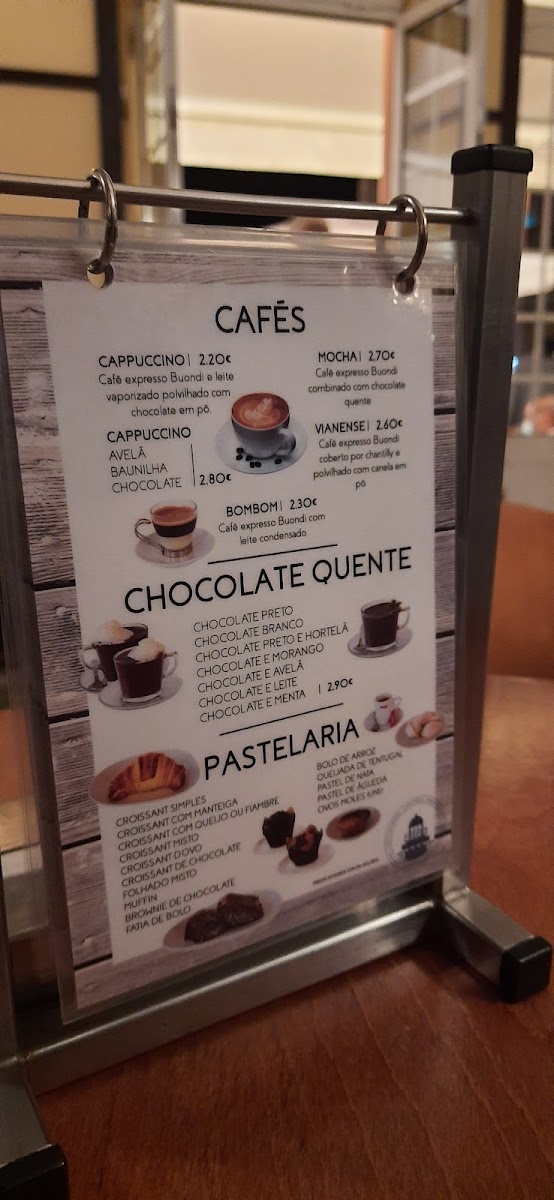 CAFÉS
CAPPUCCINO | 2.20€
Café expresso Buondi e leite
vaporizado polvilhado com
chocolate em pó.
MOCHA | 2.70€
Café expresso Buondi
combinado com chocolate
quente
CAPPUCCINO
AVELÃ
BAUNILHA
CHOCOLATE | 2.80€
VIANENSE | 2.60€
Café expresso Buondi
coberto por chantilly e
polvilhado com canela em
pó
BOMBOM | 2.30€
Café expresso Buondi com
leite condensado.
CHOCOLATE QUENTE
CHOCOLATE PRETO
CHOCOLATE BRANCO
CHOCOLATE PRETO E HORTELÃ
CHOCOLATE E MORANGO
CHOCOLATE E AVELÃ
CHOCOLATE E LEITE
CHOCOLATE E MENTA | 2.90€
PASTELARIA
CROISSANT SIMPLES
CROISSANT COM MANTEIGA
CROISSANT COM QUEIJO OU FIAMBRE
CROISSANT MISTO
CROISSANT D'OVO
CROISSANT DE CHOCOLATE
FOLHADO MISTO
MUFFIN
BROWNIE DE CHOCOLATE
FATIA DE BOLO
BOLO DE ARROZ
QUEIJADA DE TENTUGAL
PASTEL DE NATA
PASTEL DE ÁGUEDA
OVOS MOLES (UNI)